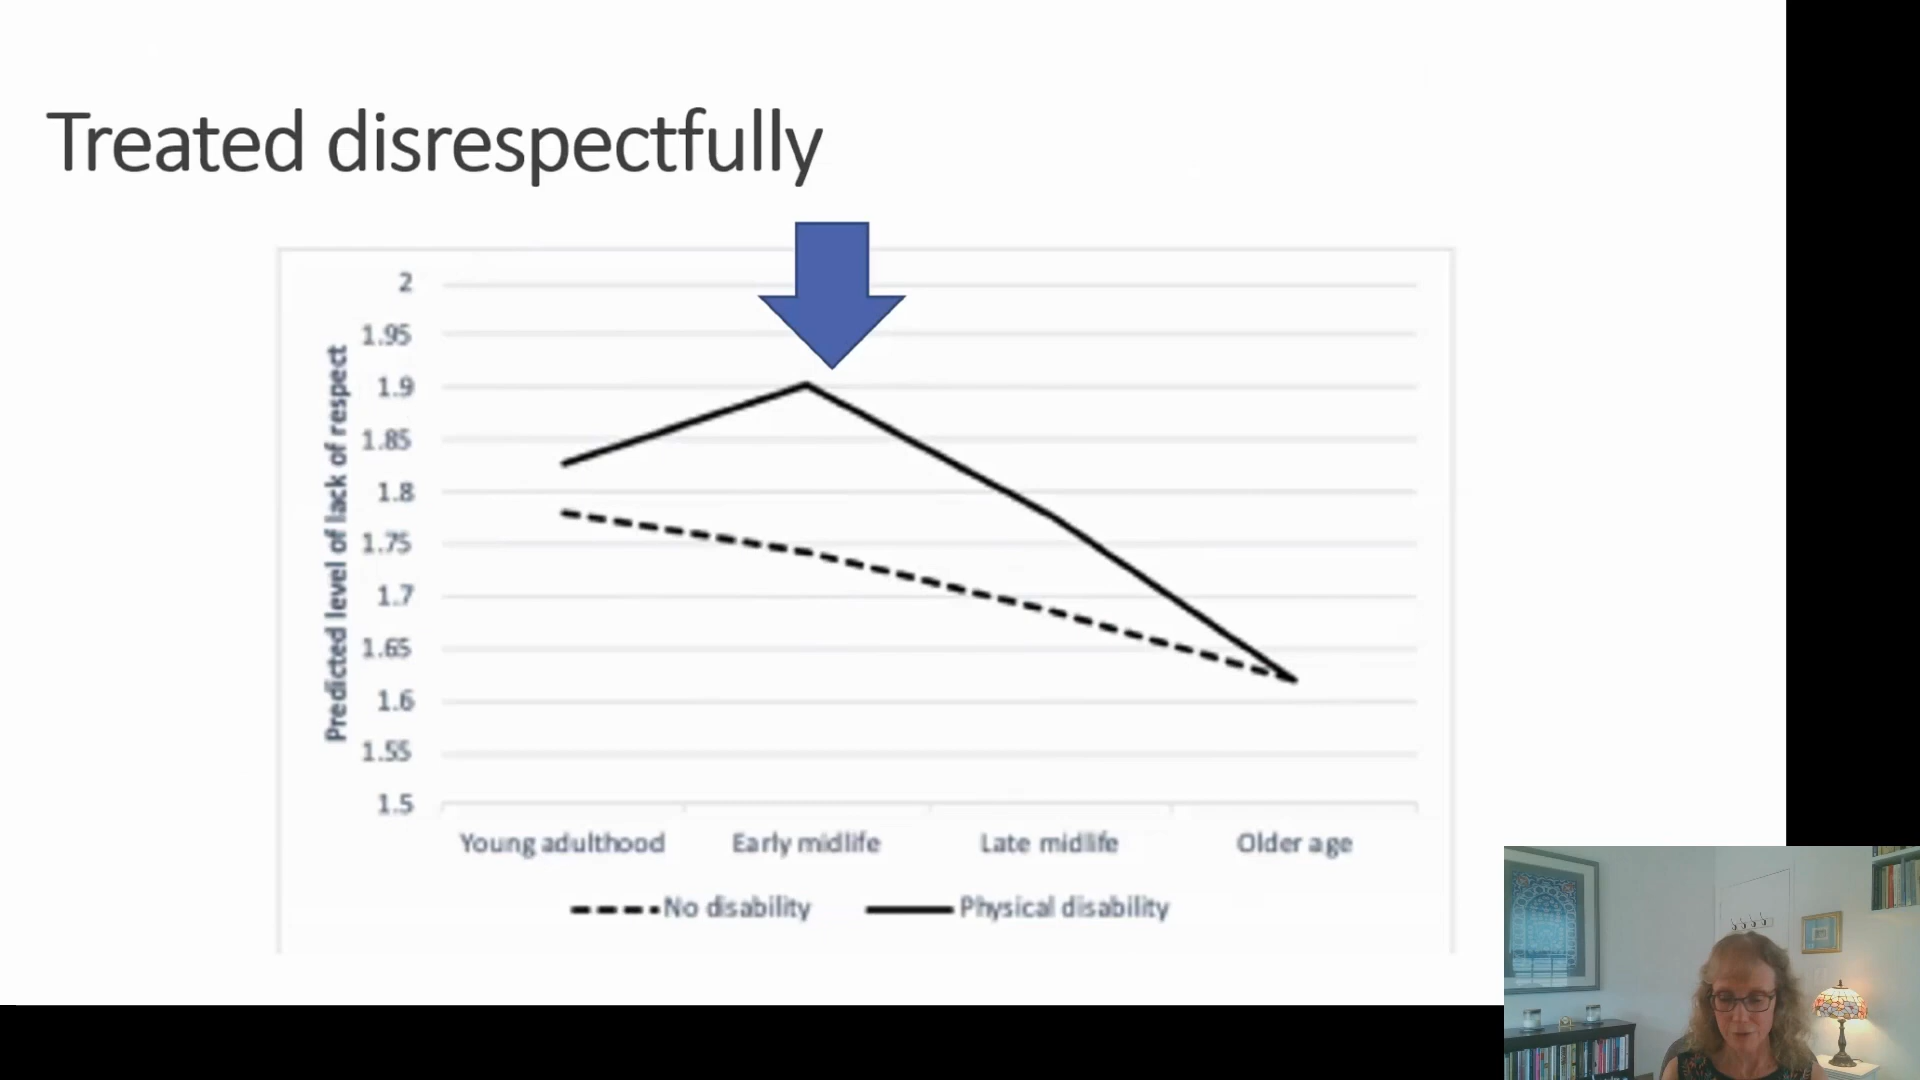 Treated disrespectfully
Predicted level of lack of respect
2
1.95
1.9
1.85
1.8
1.75
1.7
1.65
1.6
1.55
1.5
Young adulthood Early midlife Late midlife Older age
No disability Physical disability